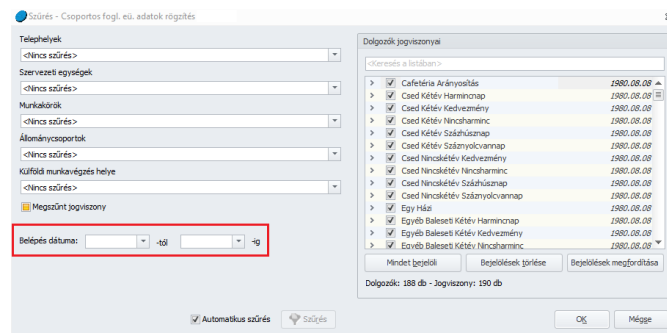 Szűrés - Csoportos fogl. eü. adatok rögzítés
Telephelyek
<Nincs szűrés>
Szervezeti egységek
<Nincs szűrés>
Munkakörök
<Nincs szűrés>
Állománycsoportok
<Nincs szűrés>
Külföldi munkavégzés helye
<Nincs szűrés>
Megszűnt jogviszony
Belépés dátuma: -tól -ig
Automatikus szűrés Szűrés
Dolgozók jogviszonyai
<Keresés a listában>
Cafetéria Arányosítás 1980.08.08
Csed Kétév Harmincnap 1980.08.08
Csed Kétév Kedvezmény 1980.08.08
Csed Kétév Nincsharminc 1980.08.08
Csed Kétév Százhúsznap 1980.08.08
Csed Kétév Száznyolcvannap 1980.08.08
Csed Nincskétév Kedvezmény 1980.08.08
Csed Nincskétév Nincsharminc 1980.08.08
Csed Nincskétév Százhúsznap 1980.08.08
Csed Nincskétév Száznyolcvannap 1980.08.08
Egy Házi 1980.08.08
Egyéb Baleseti Kétév Harmincnap 1980.08.08
Egyéb Baleseti Kétév Kedvezmény 1980.08.08
Egyéb Baleseti Kétév Nincsharminc 1980.08.08
Mindet bejelöli Bejelölések törlése Bejelölések megfordítása
Dolgozók: 188 db - Jogviszony: 190 db
OK Mégse